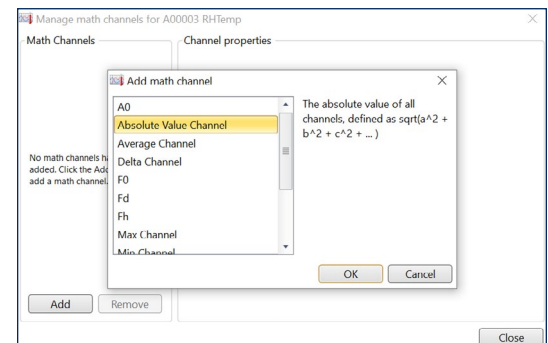 Manage math channels for A00003 RHTemp
Math Channels
Channel properties
Add math channel
A0
Absolute Value Channel
Average Channel
Delta Channel
F0
Fd
Fh
Max Channel
Min Channel
The absolute value of all
channels, defined as sqrt(a^2 +
b^2 + c^2 + ... )
No math channels
added. Click the
add a math channel.
OK
Cancel
Add
Remove
Close